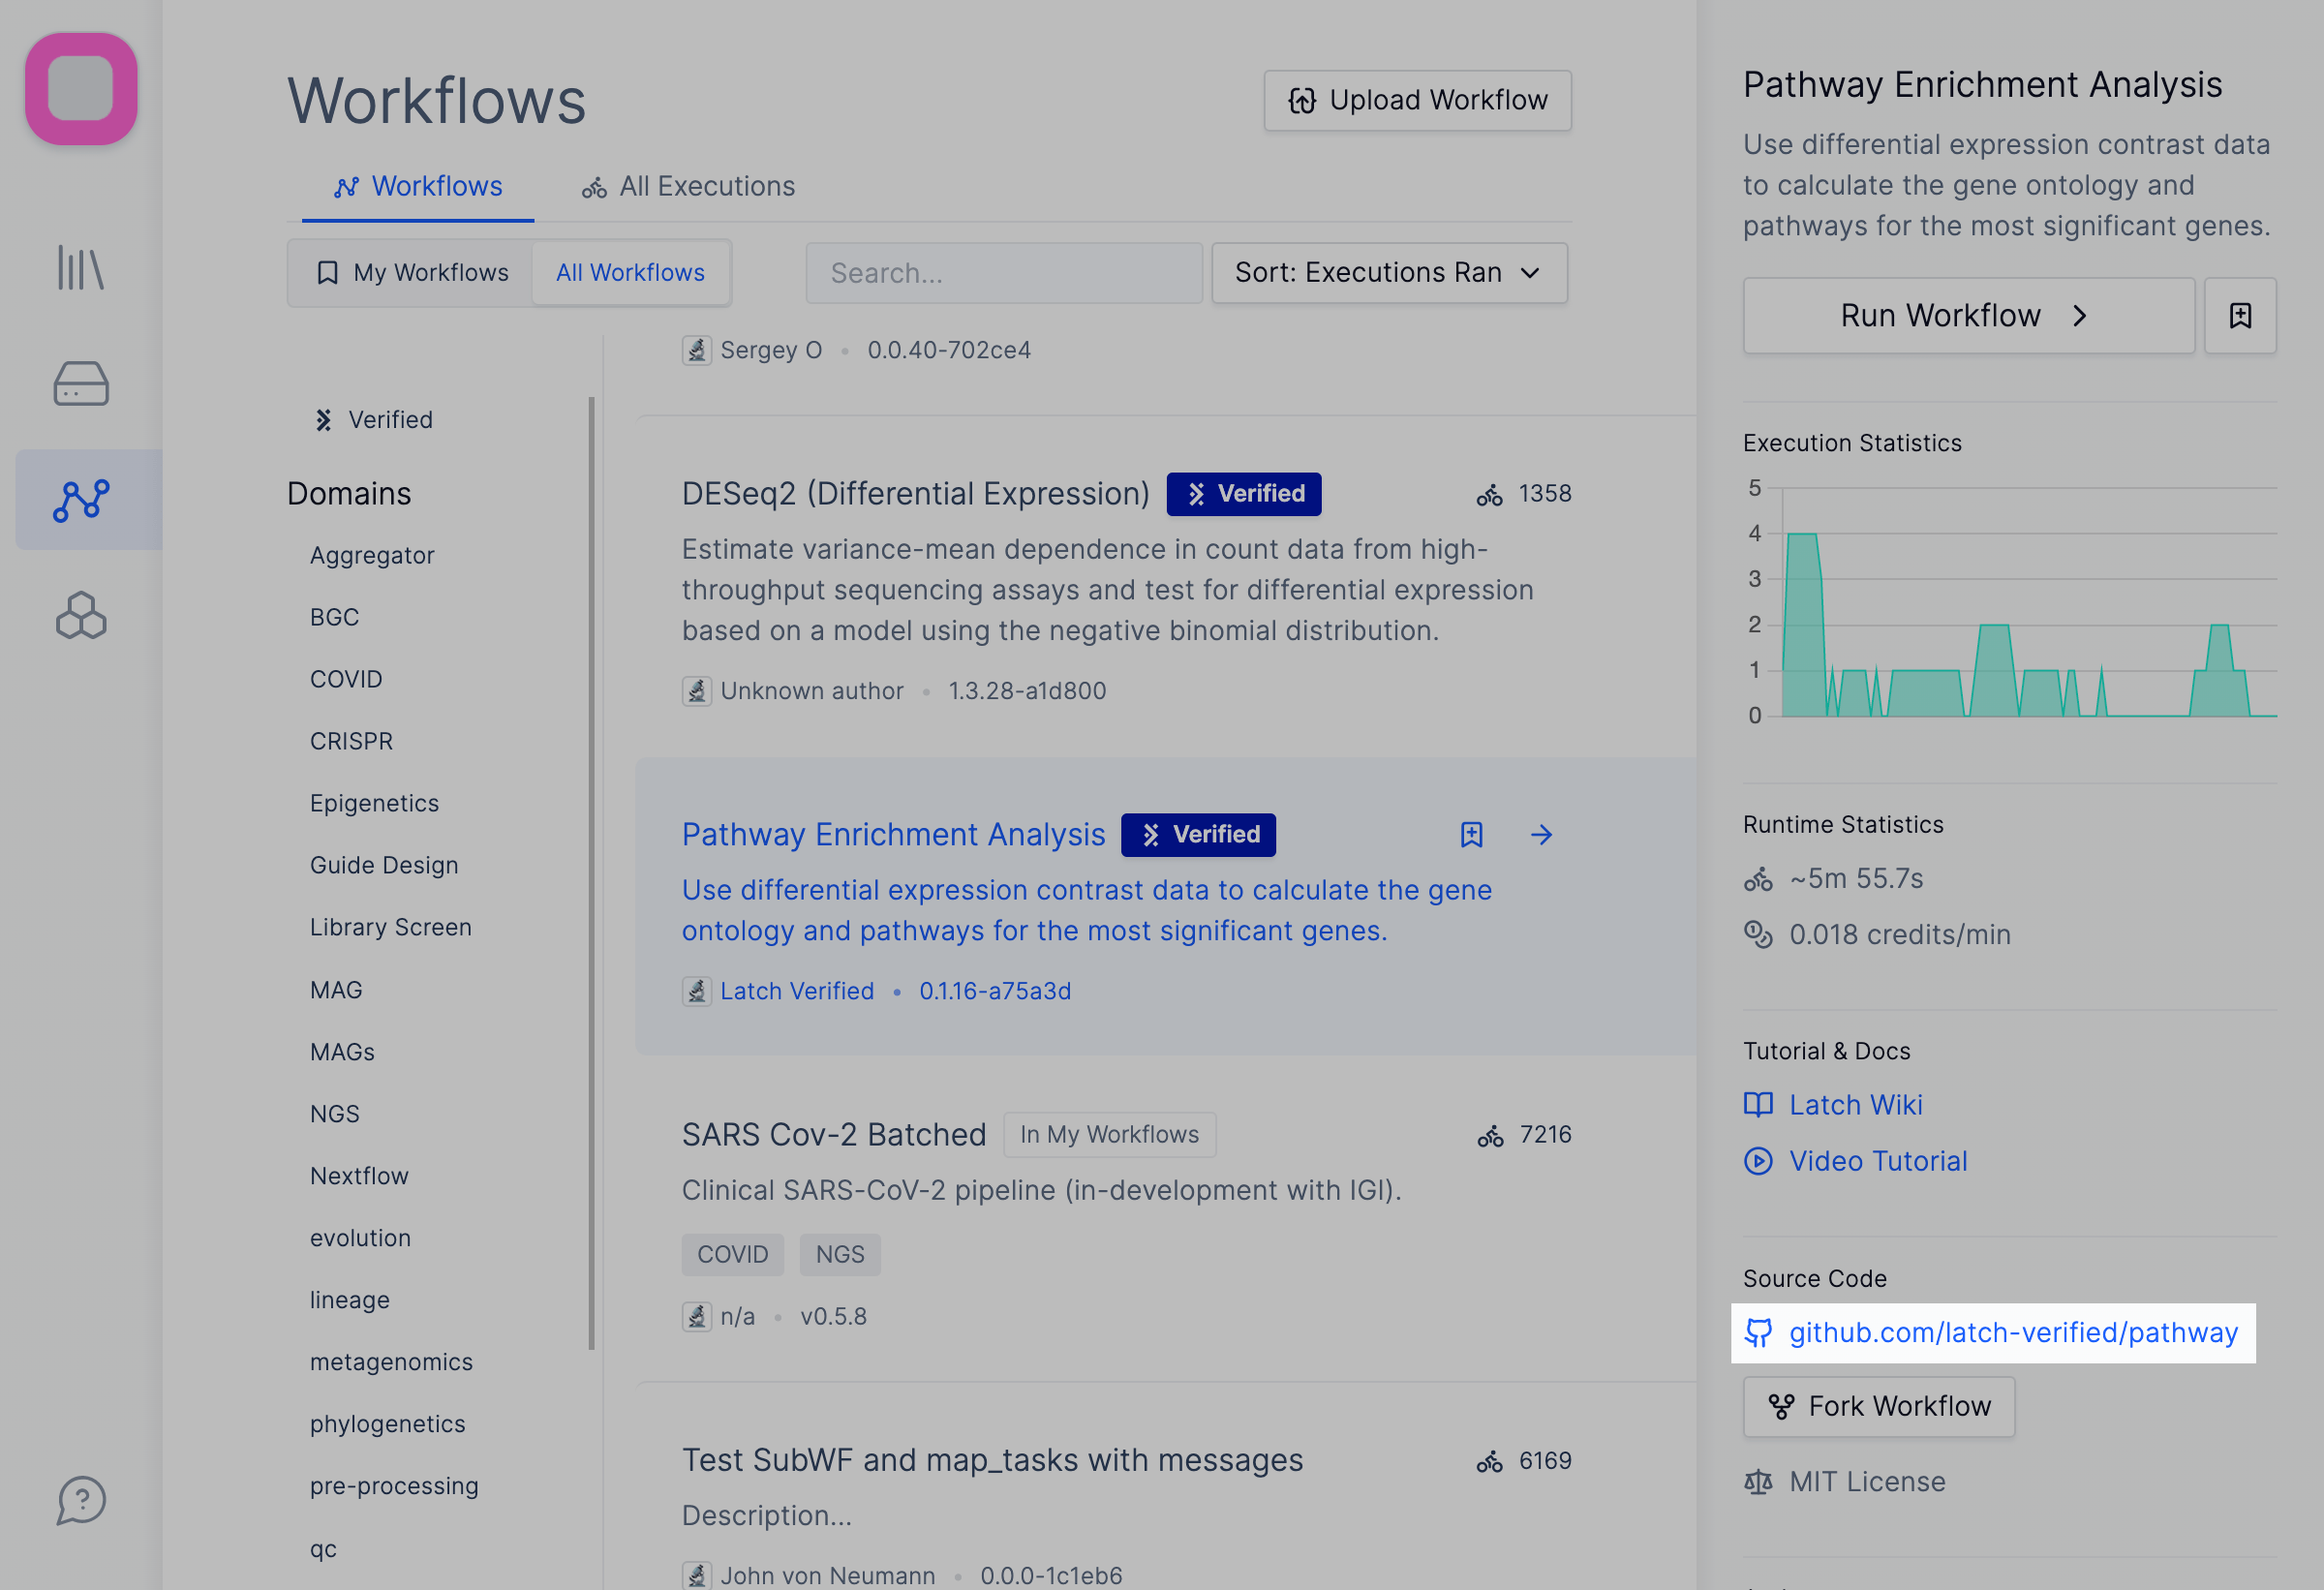 Workflows
Upload Workflow
Workflows
All Executions
My Workflows
All Workflows
Search...
Sort: Executions Ran
Verified
Domains
Aggregator
BGC
COVID
CRISPR
Epigenetics
Guide Design
Library Screen
MAG
MAGs
NGS
Nextflow
evolution
lineage
metagenomics
phylogenetics
pre-processing
qc
Sergey O • 0.0.40-702ce4
DESeq2 (Differential Expression)
Verified
1358
Estimate variance-mean dependence in count data from high-
throughput sequencing assays and test for differential expression
based on a model using the negative binomial distribution.
Unknown author • 1.3.28-a1d800
Pathway Enrichment Analysis
Verified
Use differential expression contrast data to calculate the gene
ontology and pathways for the most significant genes.
Latch Verified • 0.1.16-a75a3d
SARS Cov-2 Batched
In My Workflows
7216
Clinical SARS-CoV-2 pipeline (in-development with IGI).
COVID
NGS
n/a • v0.5.8
Test SubWF and map_tasks with messages
6169
Description...
John von Neumann • 0.0.0-1c1eb6
Pathway Enrichment Analysis
Use differential expression contrast data
to calculate the gene ontology and
pathways for the most significant genes.
Run Workflow
Execution Statistics
5
4
3
2
1
0
Runtime Statistics
~5m 55.7s
0.018 credits/min
Tutorial & Docs
Latch Wiki
Video Tutorial
Source Code
github.com/latch-verified/pathway
Fork Workflow
MIT License